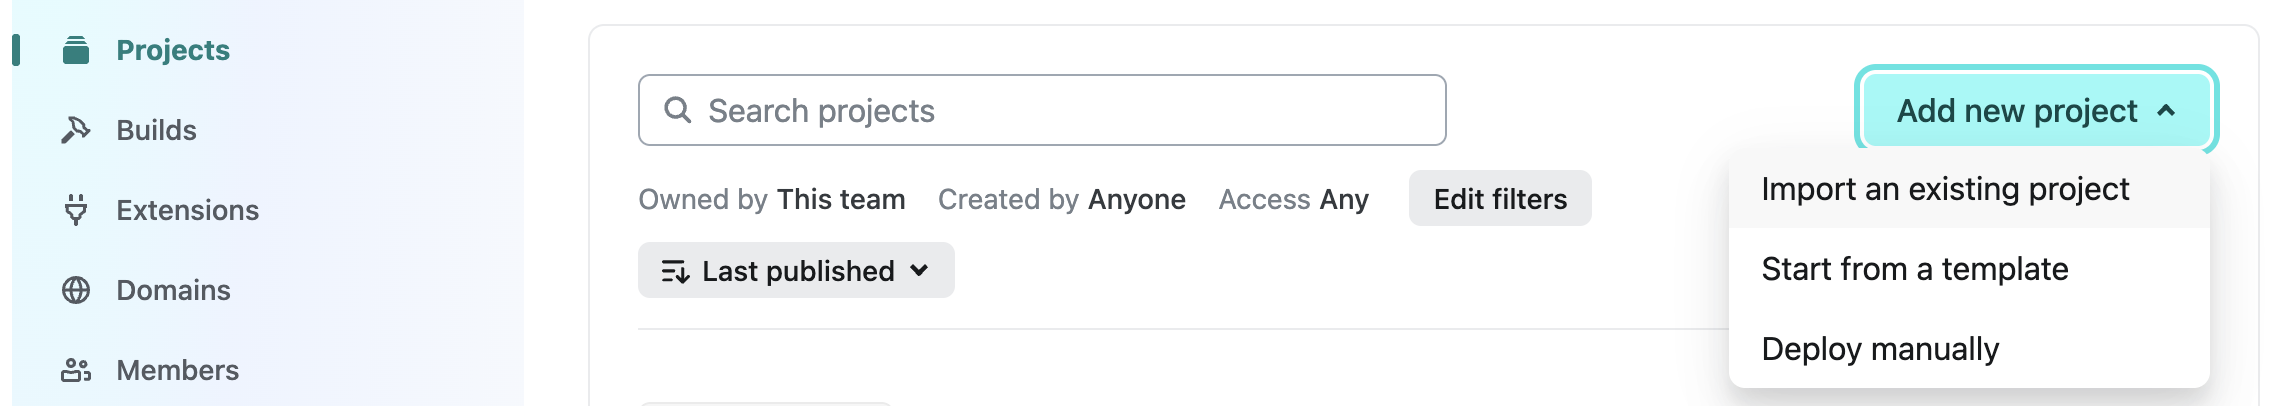 Projects
Builds
Extensions
Domains
Members
Search projects
Add new project
Owned by This team Created by Anyone Access Any Edit filters
Last published
Import an existing project
Start from a template
Deploy manually